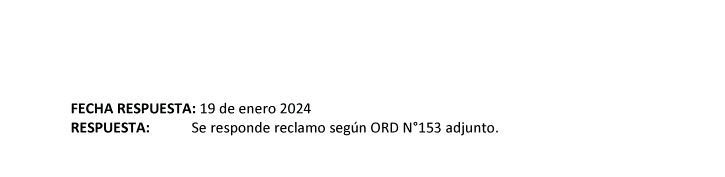 FECHA RESPUESTA: 19 de enero 2024
RESPUESTA: Se responde reclamo según ORD N°153 adjunto.